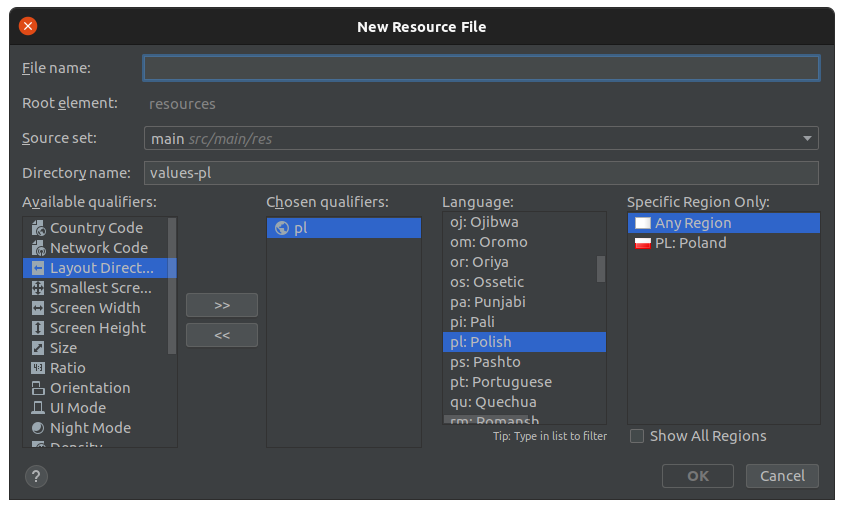 New Resource File
File name:
Root element: resources
Source set: main src/main/res
Directory name: values-pl
Available qualifiers:
Country Code
Network Code
Layout Direct...
Smallest Scre...
Screen Width
Screen Height
Size
Ratio
Orientation
UI Mode
Night Mode
Density
>>
<<
Chosen qualifiers:
pl
Language:
oj: Ojibwa
om: Oromo
or: Oriya
os: Ossetic
pa: Punjabi
pi: Pali
pl: Polish
ps: Pashto
pt: Portuguese
qu: Quechua
rm: Romansh
Tip: Type in list to filter
Specific Region Only:
Any Region
PL: Poland
Show All Regions
?
OK
Cancel